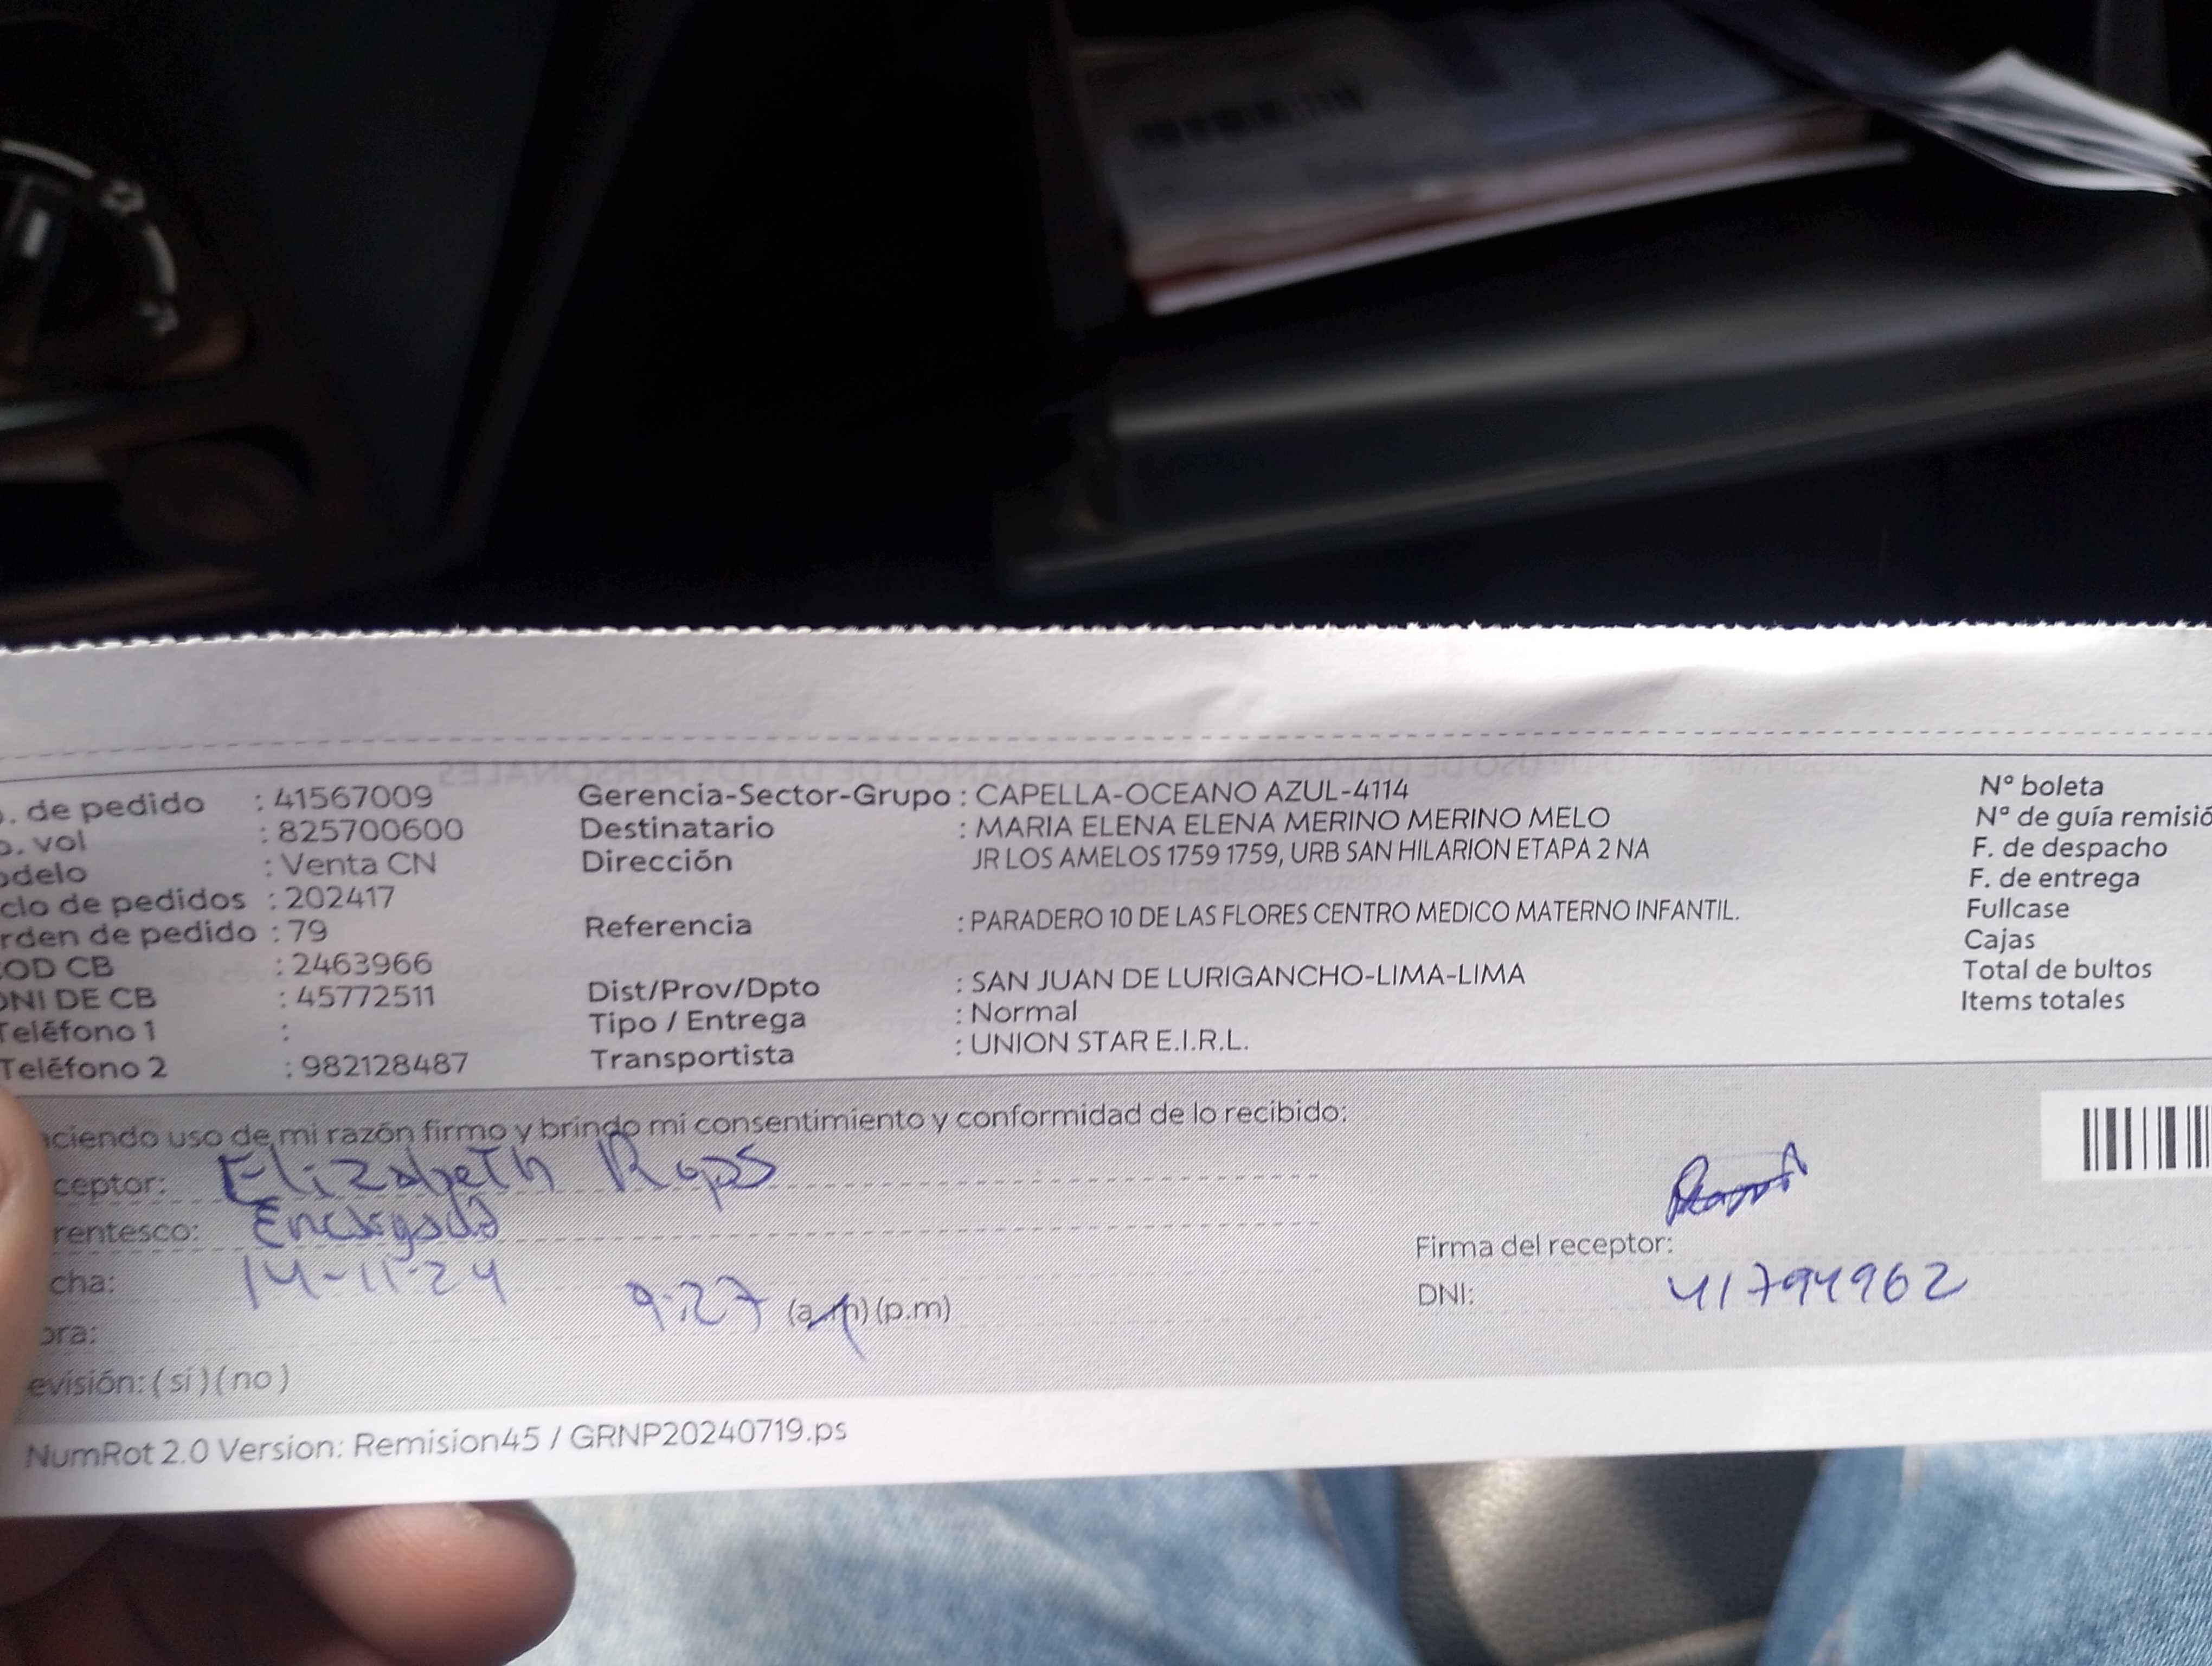 . de pedido : 41567009 Gerencia-Sector-Grupo : CAPELLA-OCEANO AZUL-4114 N° boleta
o. vol : 825700600 Destinatario : MARIA ELENA ELENA MERINO MERINO MELO Nª de guía remisió
odelo : Venta CN Dirección JR LOS AMELOS 1759 1759, URB SAN HILARION ETAPA 2 NA F. de despacho
clo de pedidos : 202417 F. de entrega
rden de pedido : 79 Referencia : PARADERO 10 DE LAS FLORES CENTRO MEDICO MATERNO INFANTIL. Fullcase
OD CB : 2463966 Cajas
DNI DE CB : 45772511 Dist/Prov/Dpto : SAN JUAN DE LURIGANCHO-LIMA-LIMA Total de bultos
Teléfono 1 : Tipo / Entrega : Normal Items totales
Teléfono 2 : 982128487 Transportista : UNION STAR E.I.R.L.
ciendo uso de mi razón firmo y brindo mi consentimiento y conformidad de lo recibido:
ceptor: Elizabeth
rentesco: Encargada
Firma del receptor:
cha: 14-11-24
DNI: 41794962
ora: 9:27 (a.m) (p.m)
evisión: ( si ) ( no )
NumRot 2.0 Version: Remision45 / GRNP20240719.ps